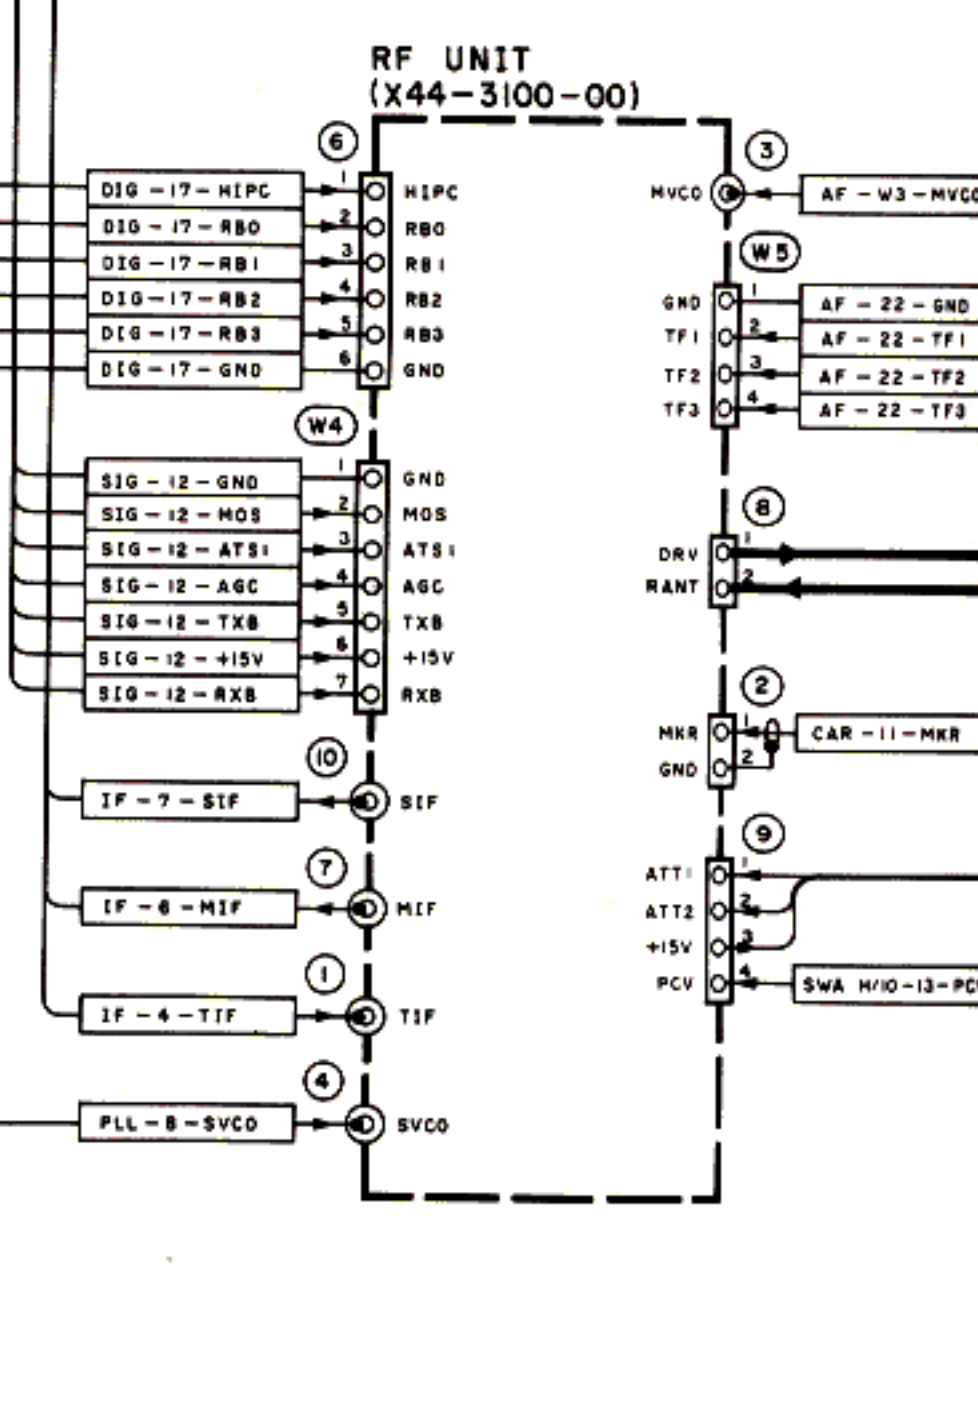 RF UNIT
(X44-3100-00)
6
3
DIG-17-HIPC 1 HIPC
MVCO AF-W3-MVCO
DIG-17-RB0 2 RB0
W5
DIG-17-RB1 3 RB1
DIG-17-RB2 4 RB2
GND 1 AF-22-GND
DIG-17-RB3 5 RB3
TF1 2 AF-22-TF1
DIG-17-GND 6 GND
TF2 3 AF-22-TF2
TF3 4 AF-22-TF3
W4
SIG-12-GND 1 GND
8
SIG-12-MOS 2 MOS
SIG-12-ATS1 3 ATS1
DRV 1
SIG-12-AGC 4 AGC
RANT 2
SIG-12-TXB 5 TXB
SIG-12-+15V 6 +15V
2
SIG-12-RXB 7 RXB
MKR 1 CAR-11-MKR
10
GND 2
IF-7-SIF SIF
9
7
ATT1 1
IF-6-MIF MIF
ATT2 2
+15V 3
1
PCV 4 SWA H/10-13-PCV
IF-4-TIF TIF
4
PLL-8-SVCO SVCO